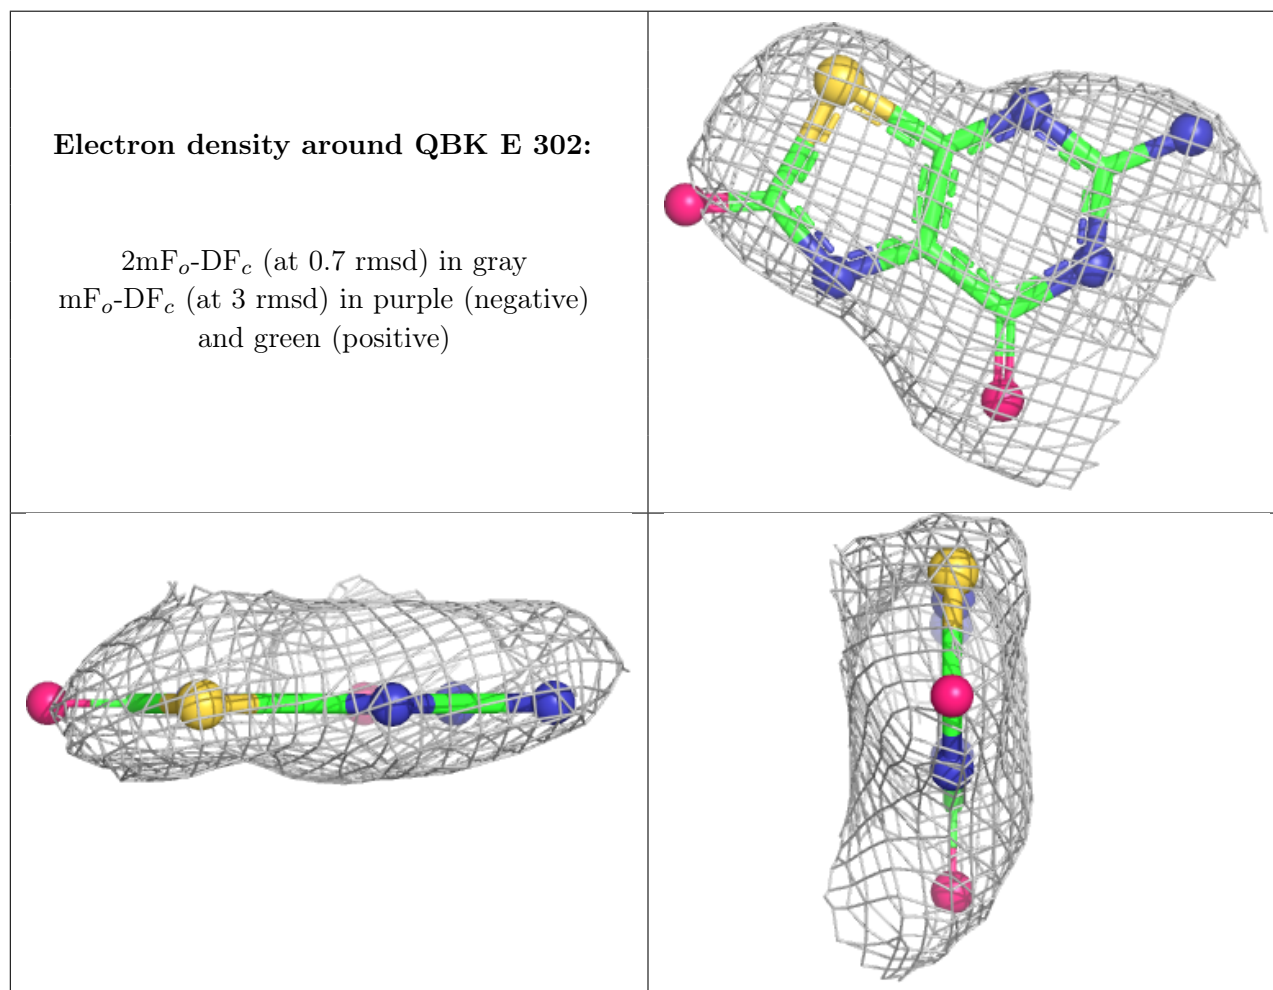 Electron density around QBK E 302:
2mFo-DFc (at 0.7 rmsd) in gray
mFo-DFc (at 3 rmsd) in purple (negative)
and green (positive)